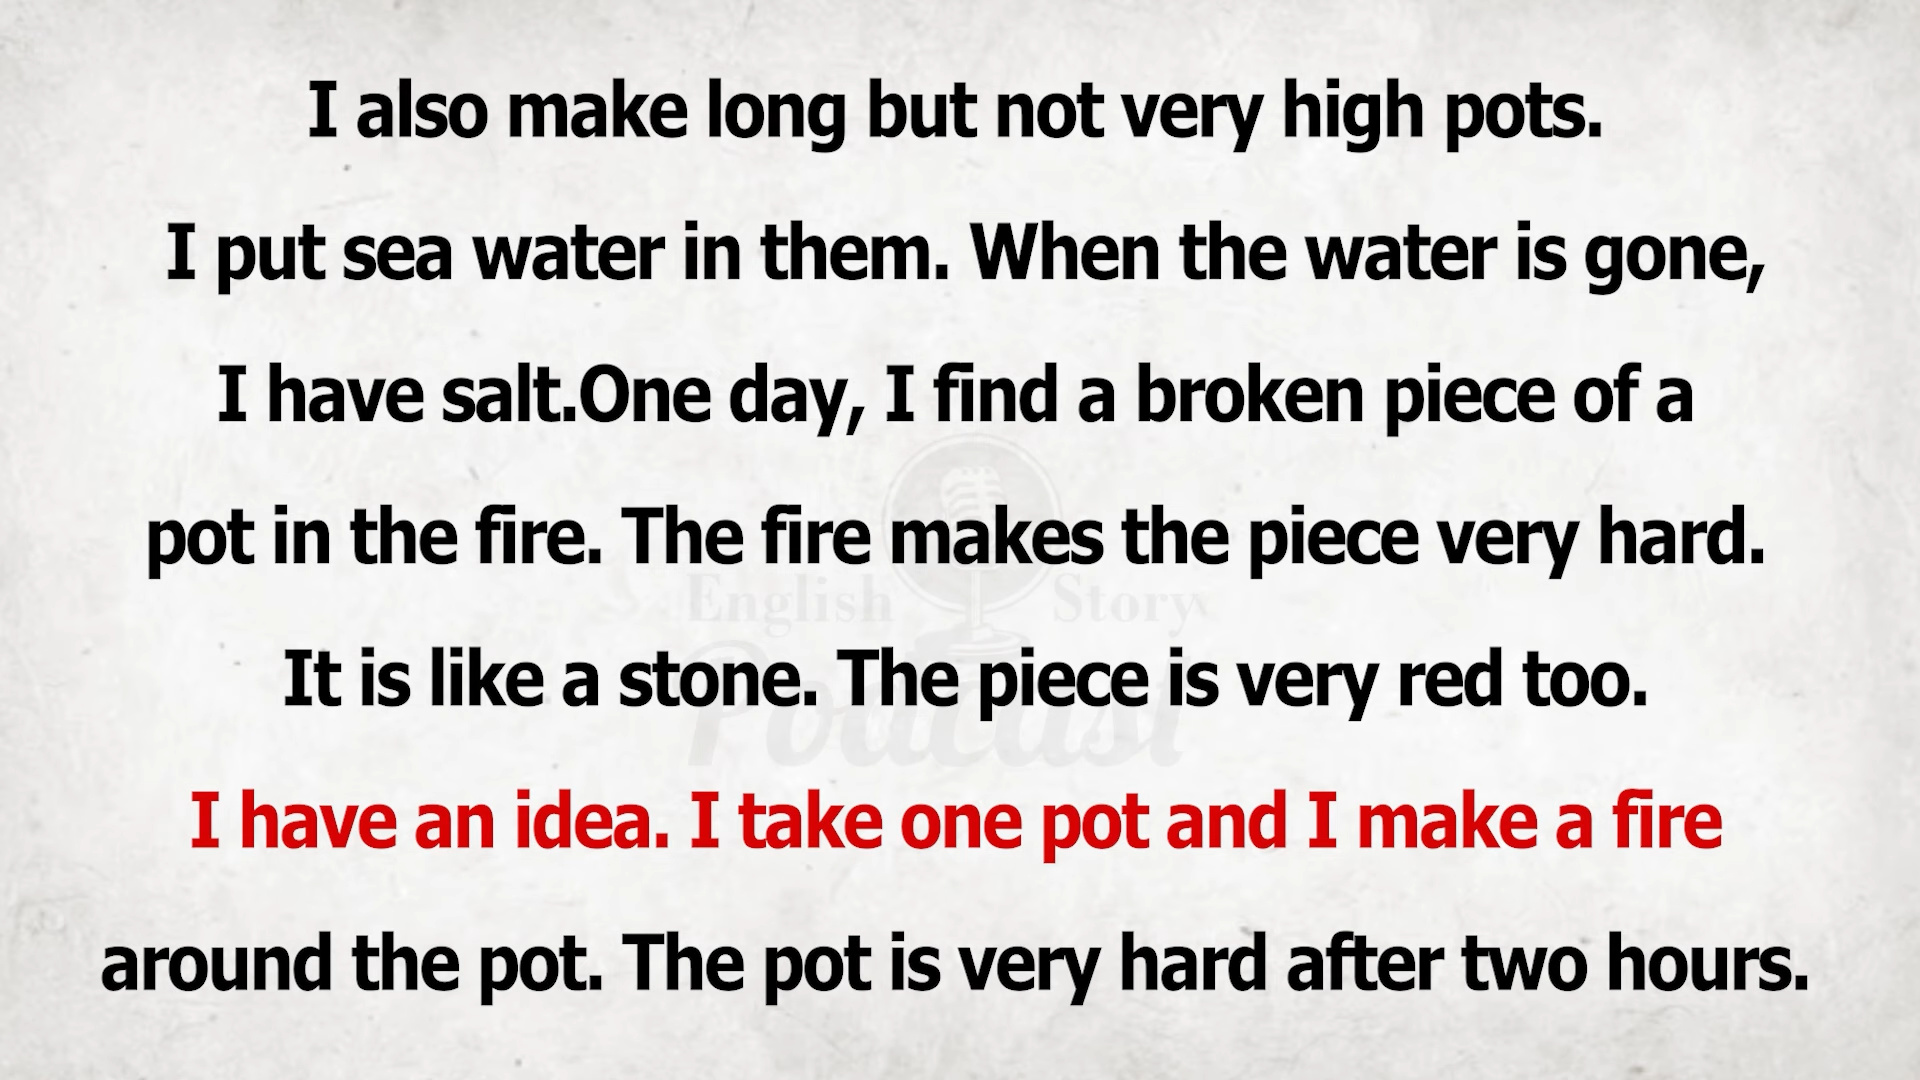 I also make long but not very high pots.
I put sea water in them. When the water is gone,
I have salt.One day, I find a broken piece of a
pot in the fire. The fire makes the piece very hard.
English Story
It is like a stone. The piece is very red too.
Podcast
I have an idea. I take one pot and I make a fire
around the pot. The pot is very hard after two hours.